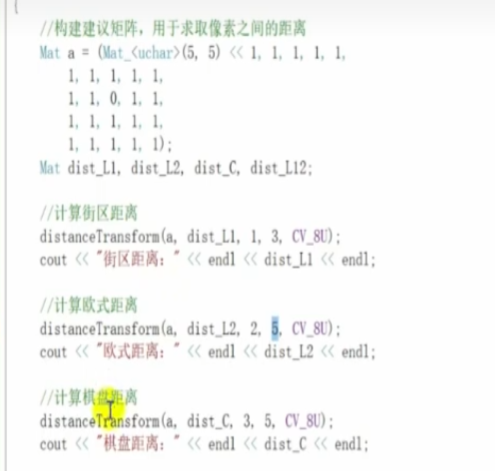 {
//构建建议矩阵，用于求取像素之间的距离
Mat a = (Mat_<uchar>(5, 5) << 1, 1, 1, 1, 1,
1, 1, 1, 1, 1,
1, 1, 0, 1, 1,
1, 1, 1, 1, 1,
1, 1, 1, 1, 1);
Mat dist_L1, dist_L2, dist_C, dist_L12;
//计算街区距离
distanceTransform(a, dist_L1, 1, 3, CV_8U);
cout << "街区距离：" << endl << dist_L1 << endl;
//计算欧式距离
distanceTransform(a, dist_L2, 2, 5, CV_8U);
cout << "欧式距离：" << endl << dist_L2 << endl;
//计算棋盘距离
distanceTransform(a, dist_C, 3, 5, CV_8U);
cout << "棋盘距离：" << endl << dist_C << endl;